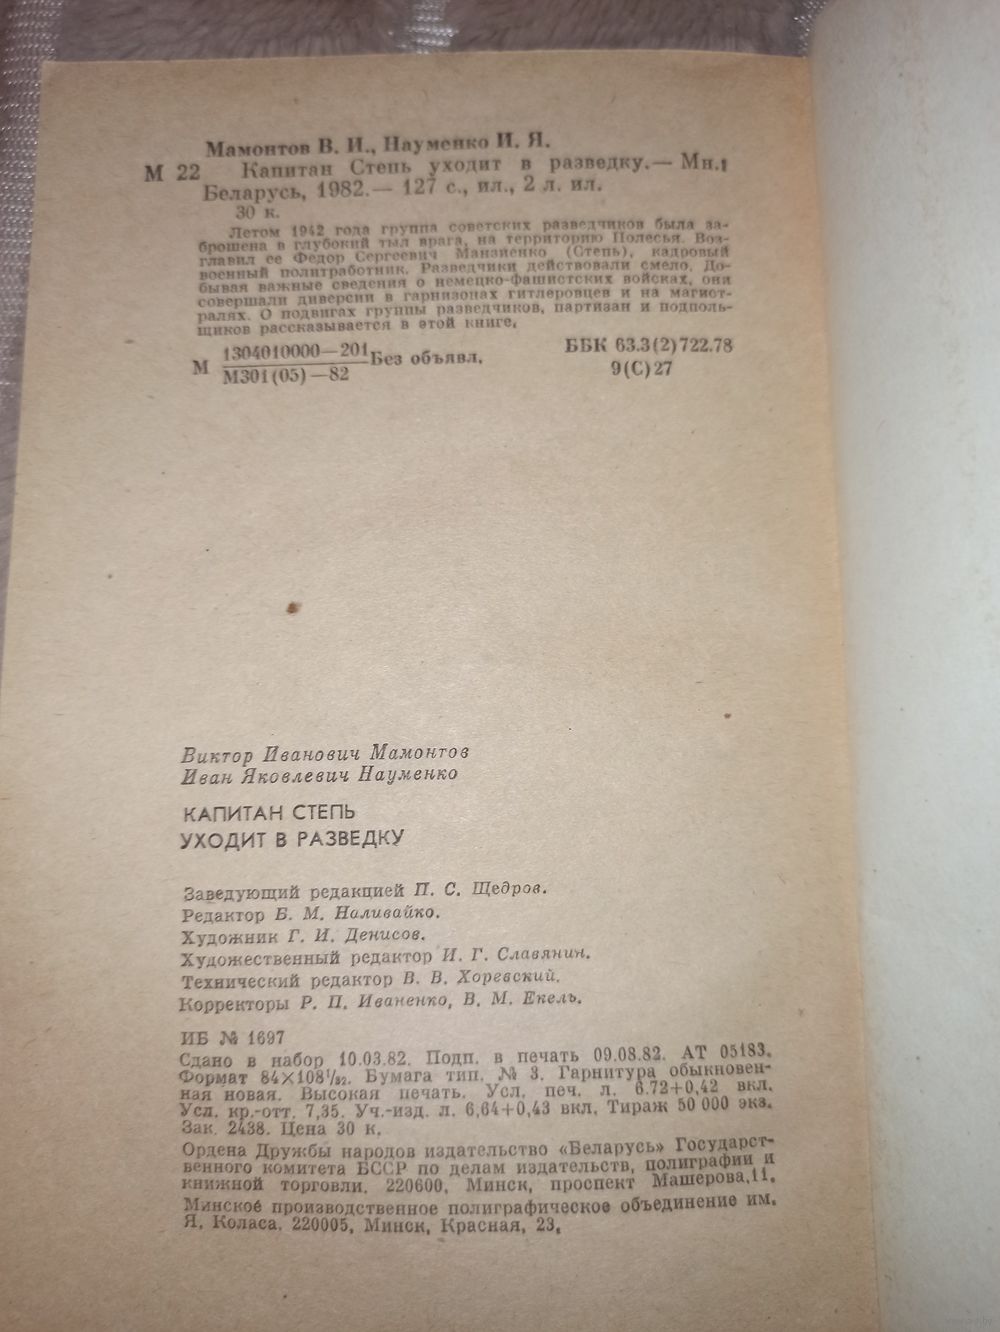 Мамонтов В. И., Науменко И. Я.
М 22 Капитан Степь уходит в разведку.— Мн.:
Беларусь, 1982.— 127 с., ил., 2 л. ил.
30 к.
Летом 1942 года группа советских разведчиков была за-
брошена в глубокий тыл врага, на территорию Полесья. Воз-
главил ее Федор Сергеевич Манзиенко (Степь), кадровый
военный политработник. Разведчики действовали смело. До-
бывая важные сведения о немецко-фашистских войсках, они
совершали диверсии в гарнизонах гитлеровцев и на магист-
ралях. О подвигах группы разведчиков, партизан и подполь-
щиков рассказывается в этой книге.
М 1304010000—201 Без объявл.
М301(05)—82
ББК 63.3(2)722.78
9(С)27
Виктор Иванович Мамонтов
Иван Яковлевич Науменко
КАПИТАН СТЕПЬ
УХОДИТ В РАЗВЕДКУ
Заведующий редакцией П. С. Щедров.
Редактор Б. М. Наливайко.
Художник Г. И. Денисов.
Художественный редактор И. Г. Славянин.
Технический редактор В. В. Хоревский.
Корректоры Р. П. Иваненко, В. М. Екель.
ИБ № 1697
Сдано в набор 10.03.82. Подп. в печать 09.08.82. АТ 05183.
Формат 84×108¹/₃₂. Бумага тип. № 3. Гарнитура обыкновен-
ная новая. Высокая печать. Усл. печ. л. 6.72+0,42 вкл.
Усл. кр.-отт. 7,35. Уч.-изд. л. 6,64+0,43 вкл. Тираж 50 000 экз.
Зак. 2438. Цена 30 к.
Ордена Дружбы народов издательство «Беларусь» Государст-
венного комитета БССР по делам издательств, полиграфии и
книжной торговли. 220600, Минск, проспект Машерова,11.
Минское производственное полиграфическое объединение им.
Я. Коласа. 220005, Минск, Красная, 23.